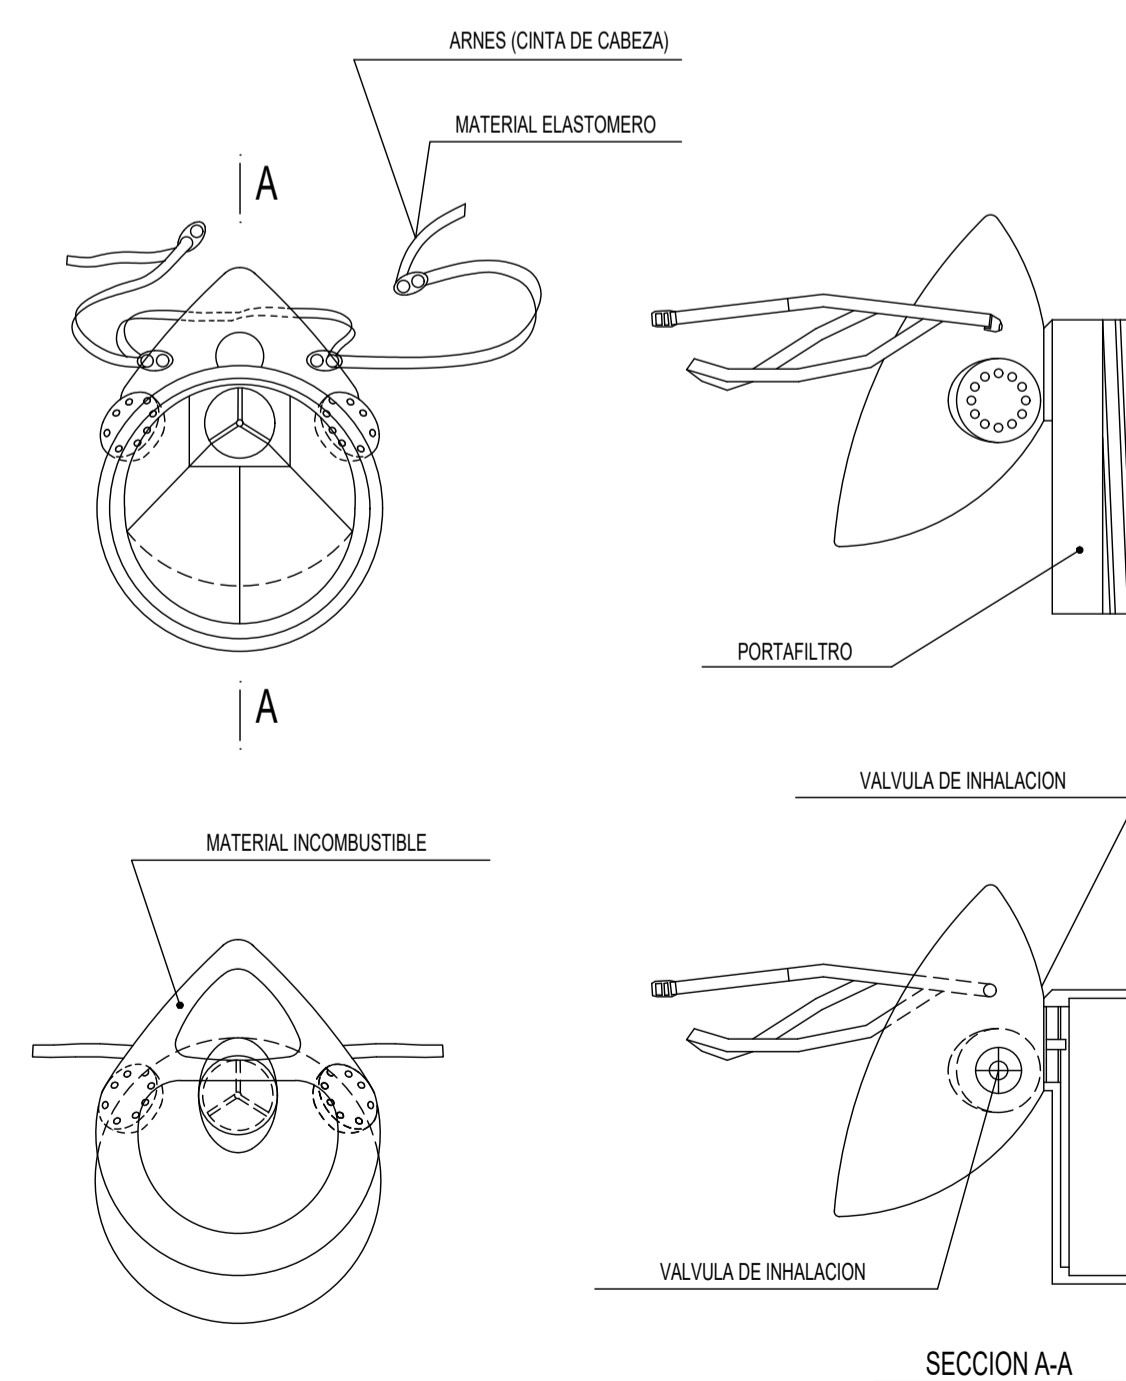 ARNES (CINTA DE CABEZA)
MATERIAL ELASTOMERO
A
PORTAFILTRO
A
VALVULA DE INHALACION
MATERIAL INCOMBUSTIBLE
VALVULA DE INHALACION
SECCION A-A